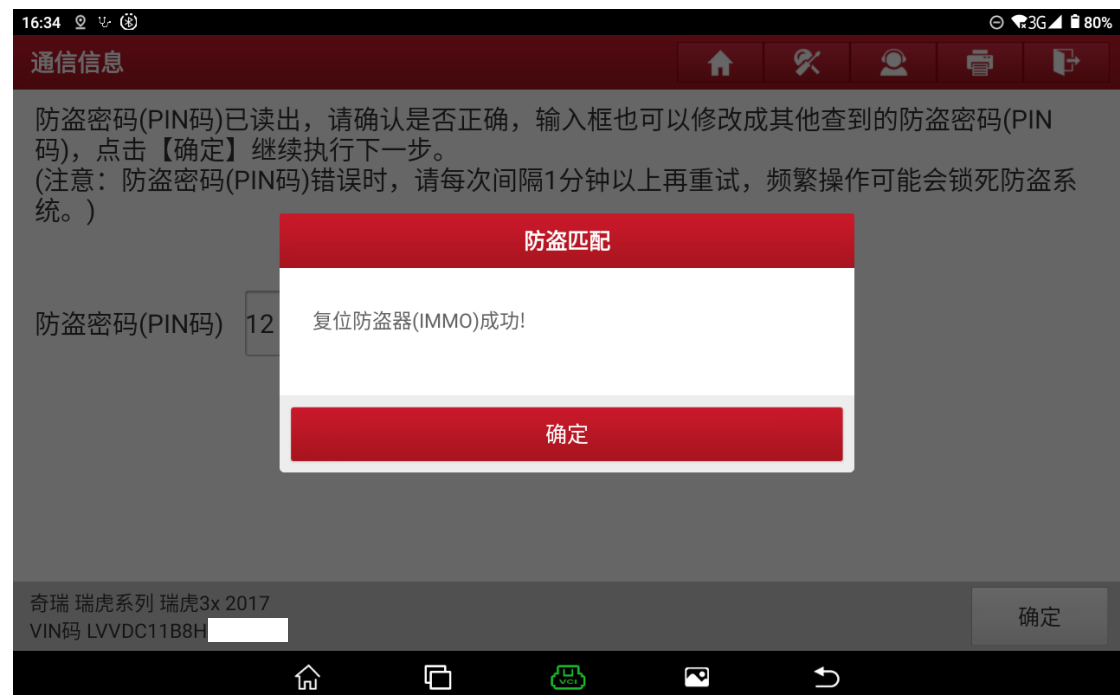 16:34
3G 80%
通信信息
防盗密码(PIN码)已读出，请确认是否正确，输入框也可以修改成其他查到的防盗密码(PIN
码)，点击【确定】继续执行下一步。
(注意：防盗密码(PIN码)错误时，请每次间隔1分钟以上再重试，频繁操作可能会锁死防盗系
统。)
防盗匹配
复位防盗器(IMMO)成功!
防盗密码(PIN码) 12
确定
奇瑞 瑞虎系列 瑞虎3x 2017
VIN码 LVVDC11B8H
确定
VCI